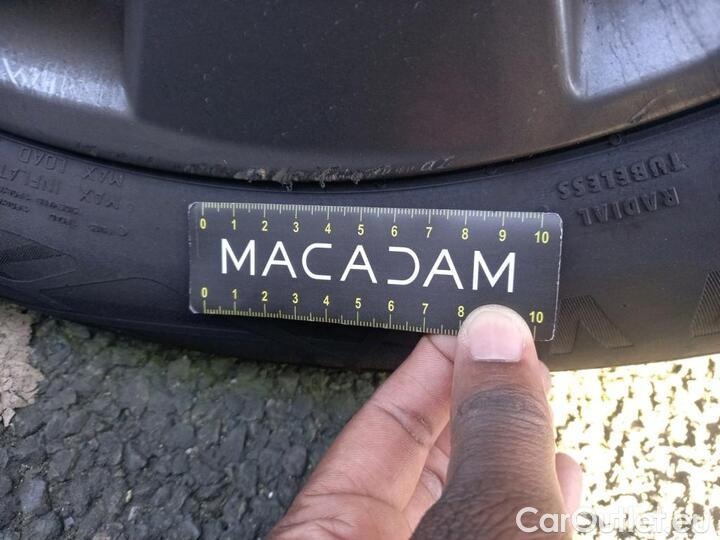 MAX LOAD
MAX INFLAT
RADIAL
TUBELESS
0 1 2 3 4 5 6 7 8 9 10
MACADAM
0 1 2 3 4 5 6 7 8 10
CarOutlet.eu